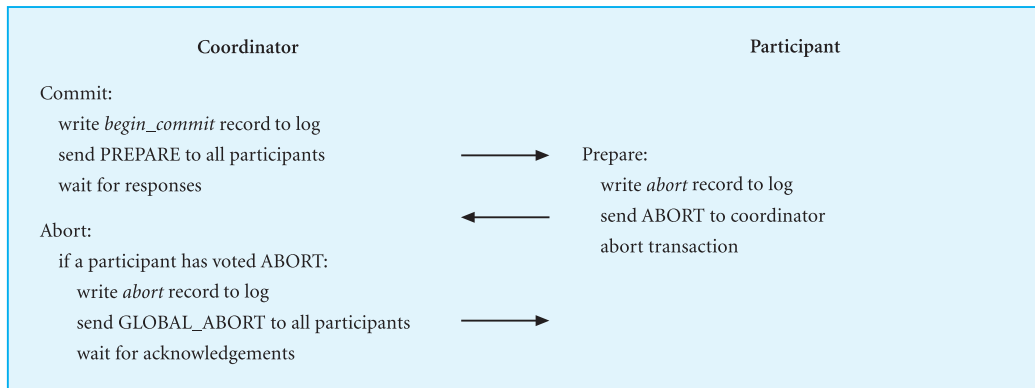 Coordinator
Participant
Commit:
write begin_commit record to log
send PREPARE to all participants
wait for responses
Prepare:
write abort record to log
send ABORT to coordinator
abort transaction
Abort:
if a participant has voted ABORT:
write abort record to log
send GLOBAL_ABORT to all participants
wait for acknowledgements